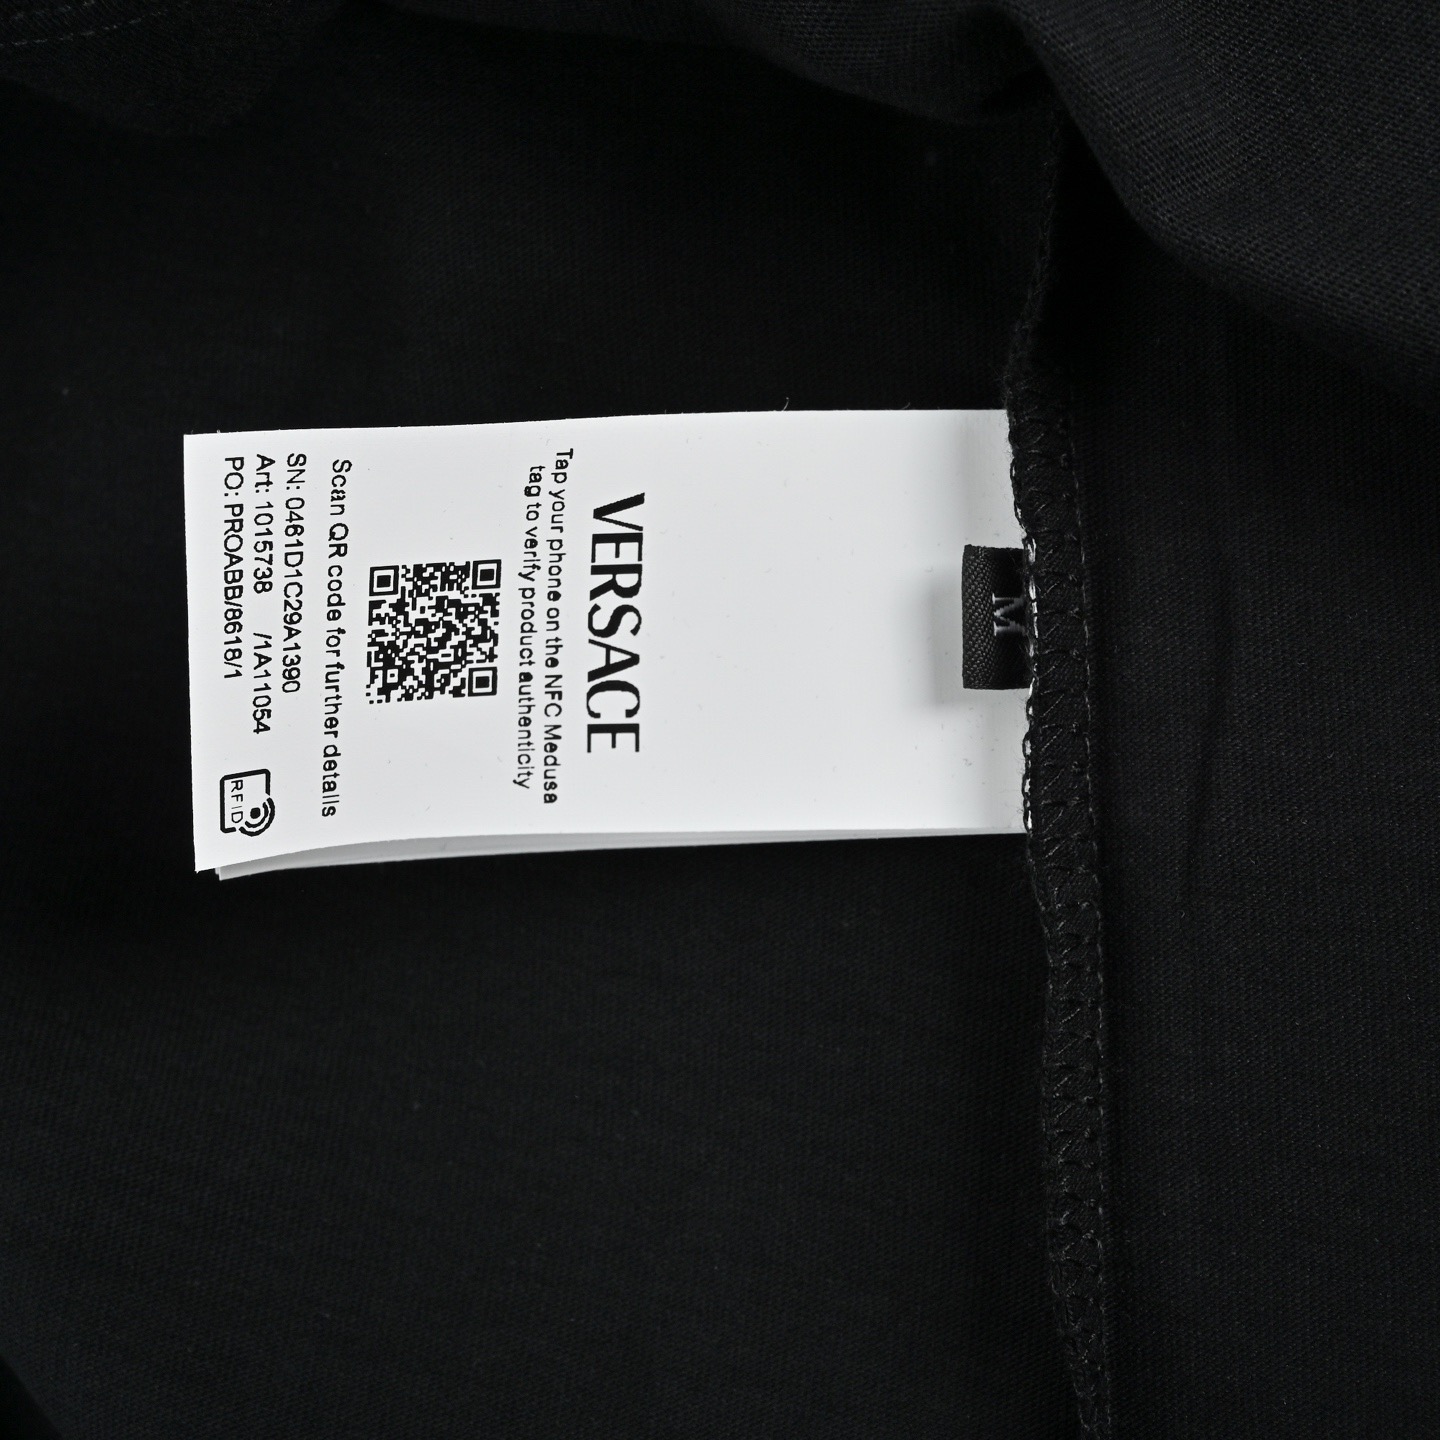 M
VERSACE
Tap your phone on the NFC Medusa
tag to verify product authenticity
Scan QR code for further details
SN: 0461D1C29A1390
Art: 1015738 /1A11054
PO: PROABB/8618/1
RFID